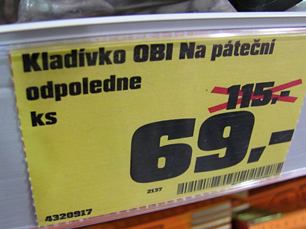 Kladívko OBI Na páteční
odpoledne
ks
115,-
69,-
2137
4320917